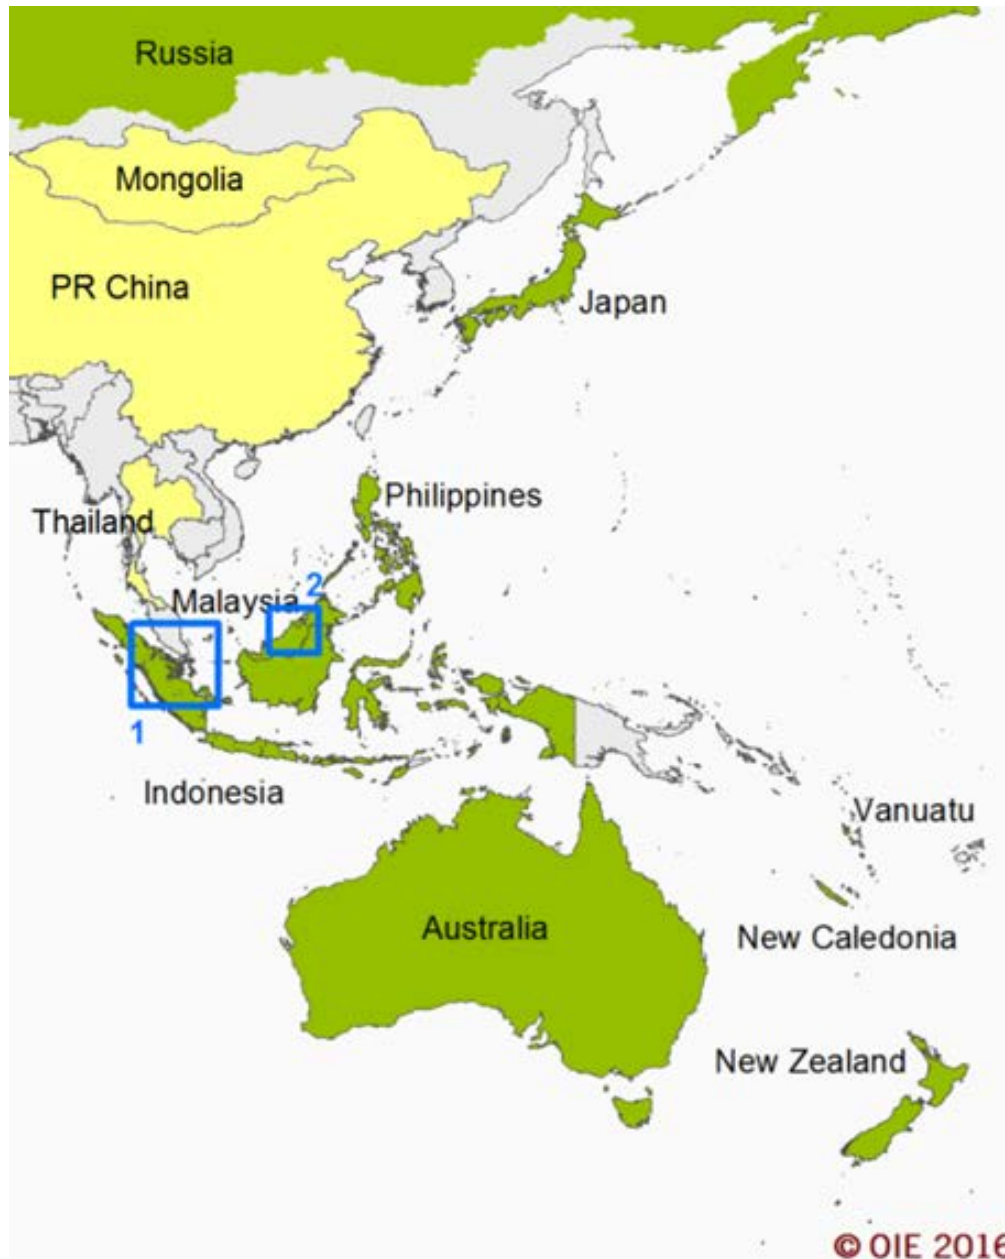 Russia
Mongolia
PR China
Japan
Philippines
Thailand
Malaysia
2
1
Indonesia
Vanuatu
Australia
New Caledonia
New Zealand
© OIE 2016